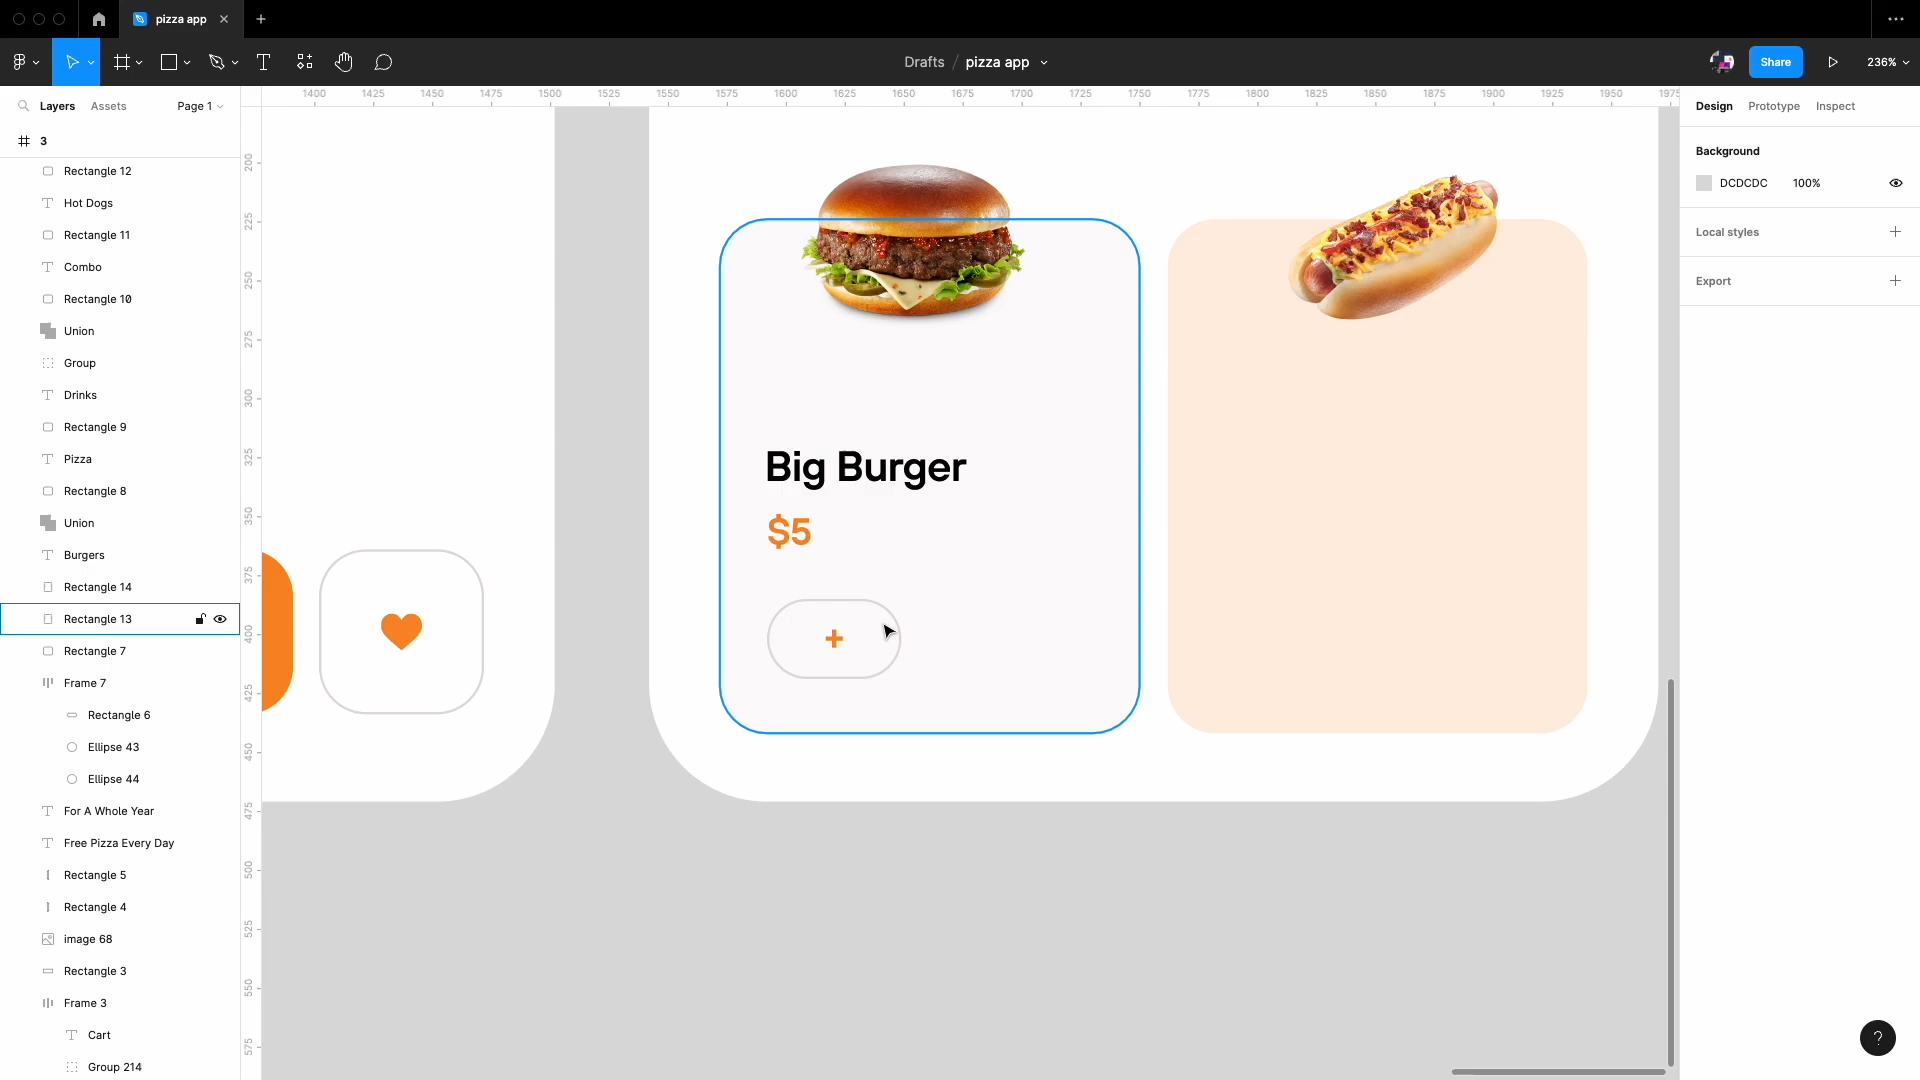 pizza app
Drafts / pizza app
Share
236%
Layers
Assets
Page 1
3
Rectangle 12
Hot Dogs
Rectangle 11
Combo
Rectangle 10
Union
Group
Drinks
Rectangle 9
Pizza
Rectangle 8
Union
Burgers
Rectangle 14
Rectangle 13
Rectangle 7
Frame 7
Rectangle 6
Ellipse 43
Ellipse 44
For A Whole Year
Free Pizza Every Day
Rectangle 5
Rectangle 4
image 68
Rectangle 3
Frame 3
Cart
Group 214
1400 1425 1450 1475 1500 1525 1550 1575 1600 1625 1650 1675 1700 1725 1750 1775 1800 1825 1850 1875 1900 1925 1950 1975
200
225
250
275
300
325
350
375
400
425
450
475
500
525
550
575
Big Burger
$5
+
Design
Prototype
Inspect
Background
DCDCDC 100%
Local styles
Export
?